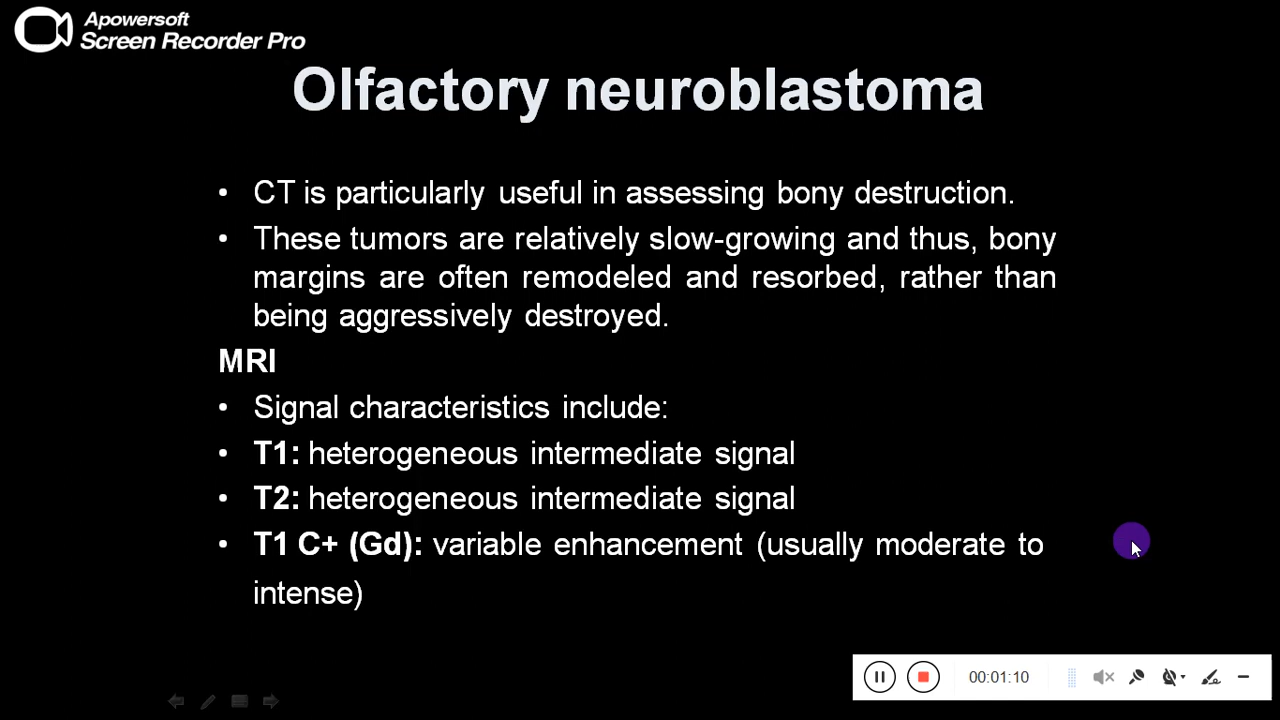 Apowersoft
Screen Recorder Pro
Olfactory neuroblastoma
• CT is particularly useful in assessing bony destruction.
• These tumors are relatively slow-growing and thus, bony
margins are often remodeled and resorbed, rather than
being aggressively destroyed.
MRI
• Signal characteristics include:
• T1: heterogeneous intermediate signal
• T2: heterogeneous intermediate signal
• T1 C+ (Gd): variable enhancement (usually moderate to
intense)
00:01:10